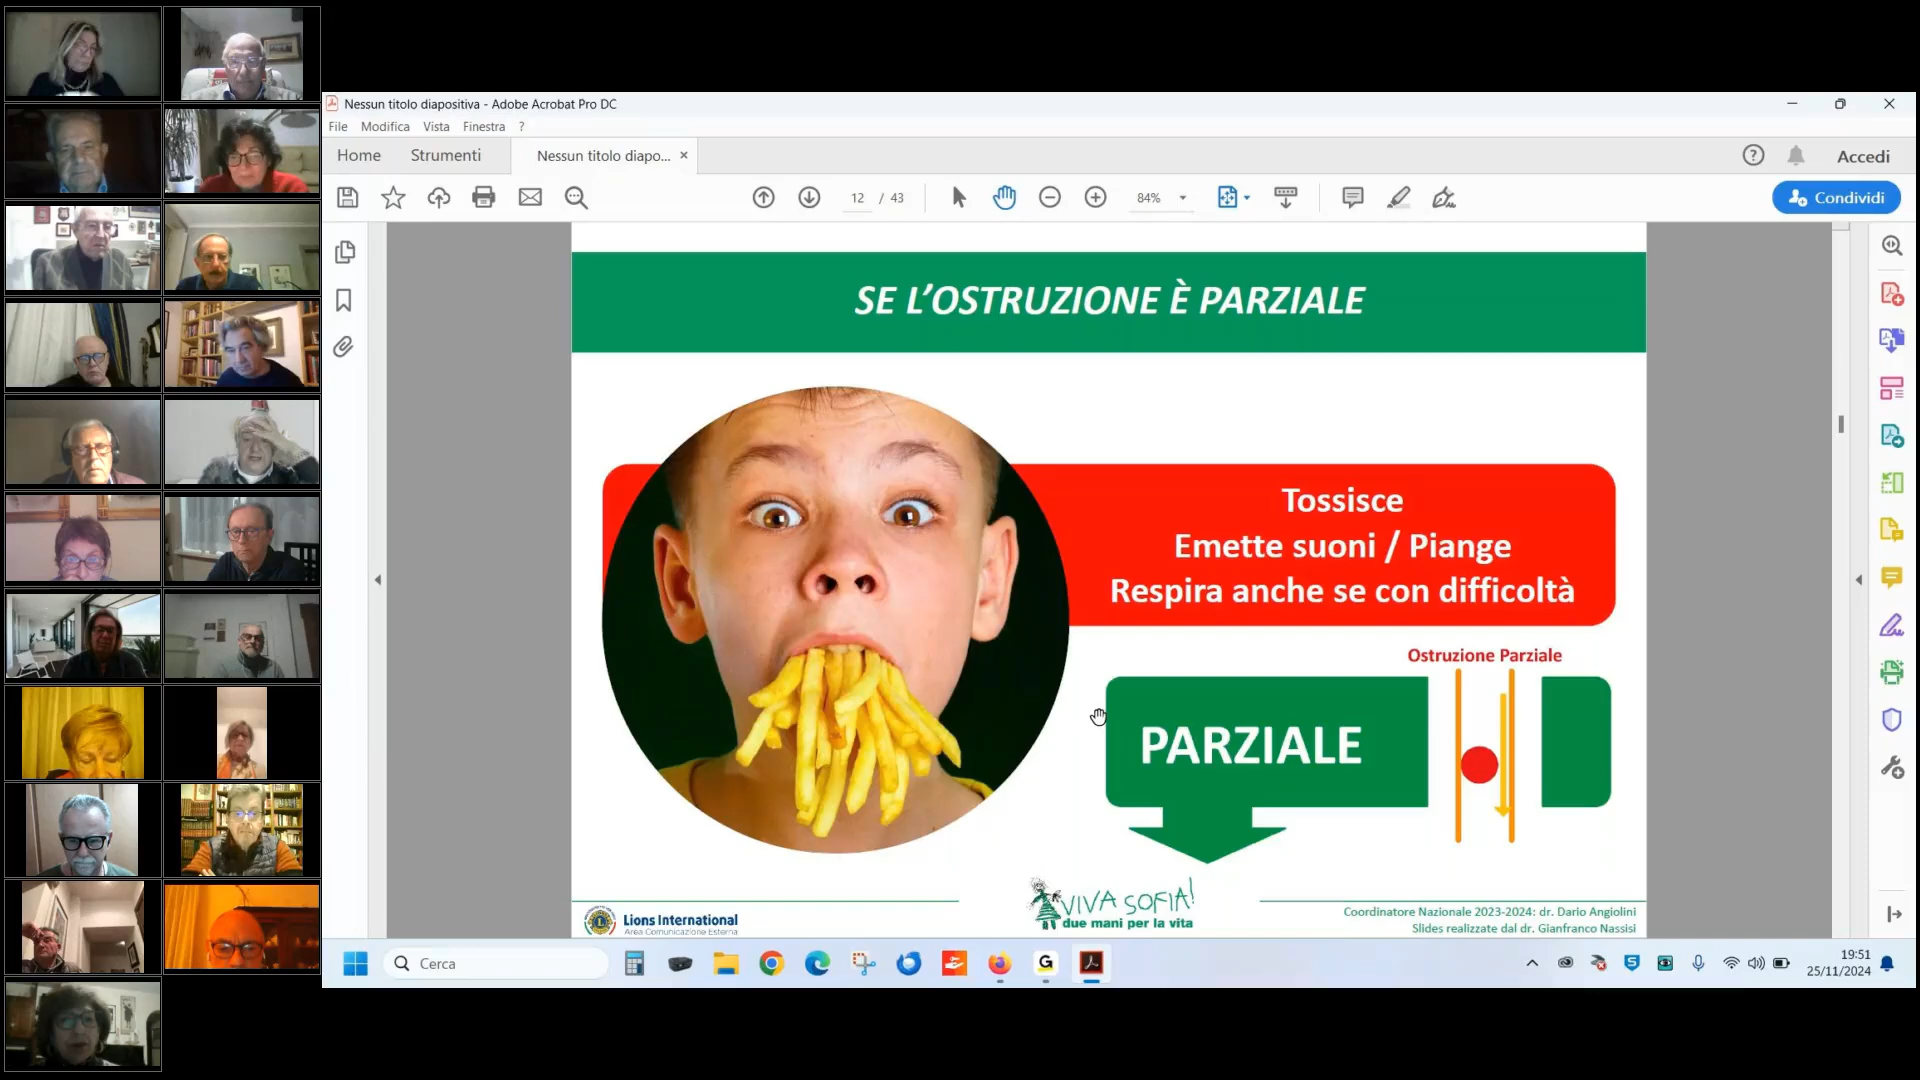 Nessun titolo diapositiva - Adobe Acrobat Pro DC
File Modifica Vista Finestra ?
Home Strumenti Nessun titolo diapo... ×
Accedi
12 / 43
84%
Condividi
SE L'OSTRUZIONE È PARZIALE
Tossisce
Emette suoni / Piange
Respira anche se con difficoltà
Ostruzione Parziale
PARZIALE
Lions International
Area Comunicazione Esterna
VIVA SOFIA!
due mani per la vita
Coordinatore Nazionale 2023-2024: dr. Dario Angiolini
Slides realizzate dal dr. Gianfranco Nassisi
Cerca
19:51
25/11/2024